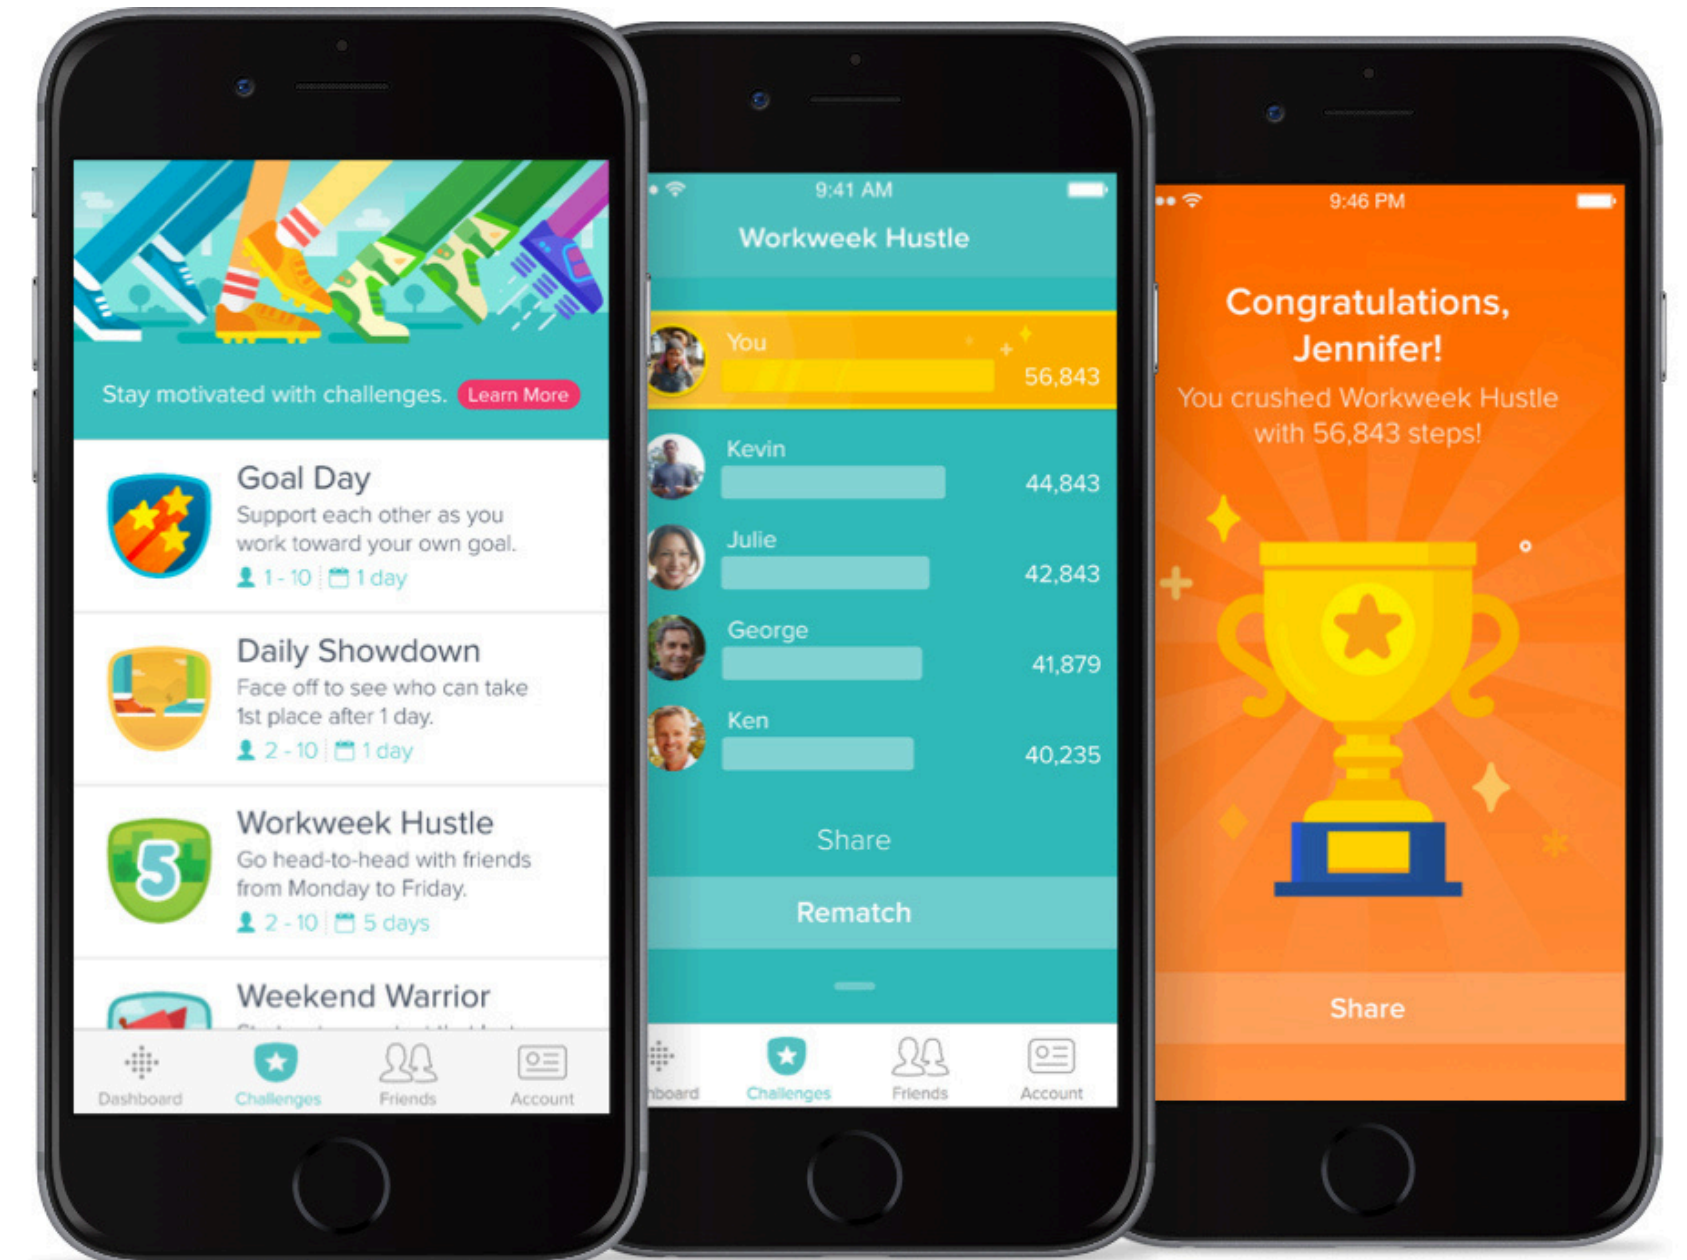 Stay motivated with challenges. Learn More
Goal Day
Support each other as you
work toward your own goal.
1 - 10 1 day
Daily Showdown
Face off to see who can take
1st place after 1 day.
2 - 10 1 day
Workweek Hustle
Go head-to-head with friends
from Monday to Friday.
2 - 10 5 days
5
Weekend Warrior
Dashboard Challenges Friends Account
9:41 AM
Workweek Hustle
You
56,843
Kevin
44,843
Julie
42,843
George
41,879
Ken
40,235
Share
Rematch
hboard Challenges Friends Account
9:46 PM
Congratulations,
Jennifer!
You crushed Workweek Hustle
with 56,843 steps!
Share